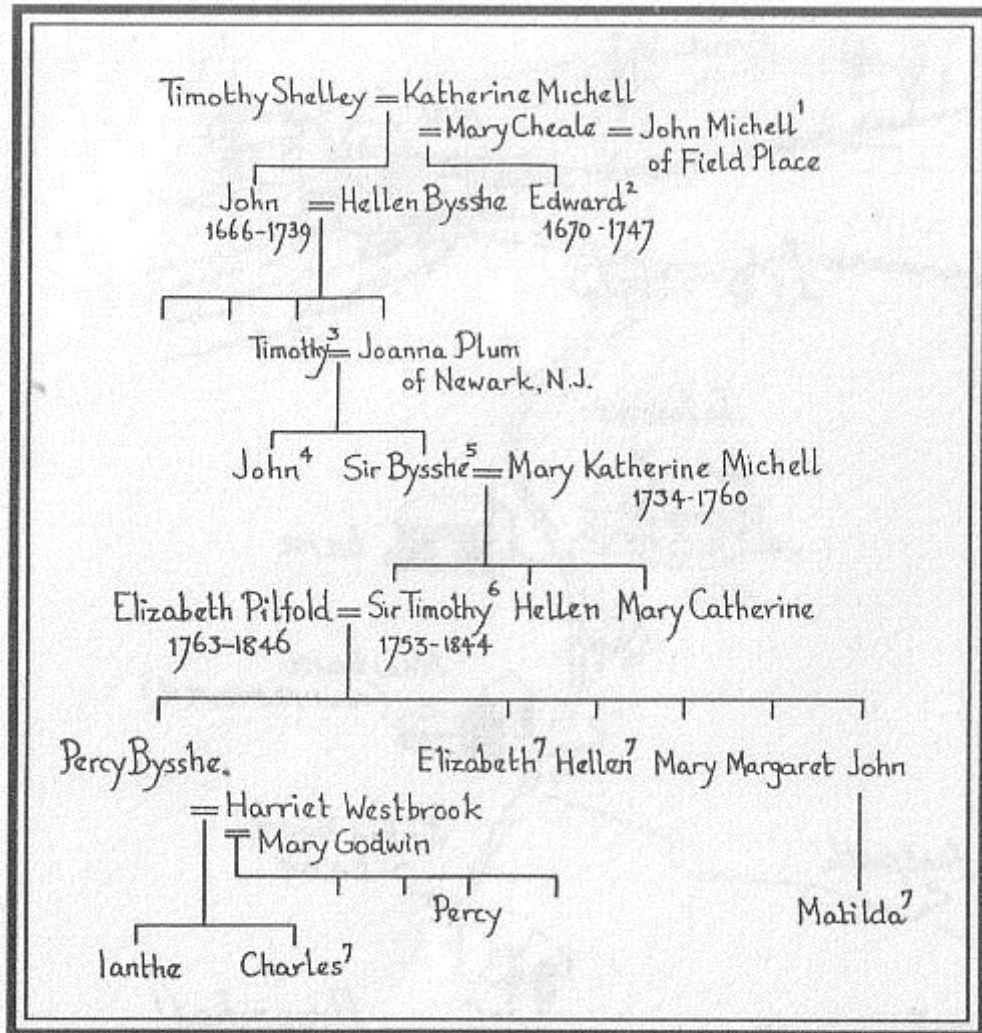 Timothy Shelley = Katherine Michell
= Mary Cheale = John Michell¹
of Field Place
John = Hellen Bysshe Edward²
1666-1739 1670-1747
Timothy³ = Joanna Plum
of Newark, N.J.
John⁴ Sir Bysshe⁵ = Mary Katherine Michell
1734-1760
Elizabeth Pilfold = Sir Timothy⁶ Hellen Mary Catherine
1763-1846 1753-1844
Percy Bysshe. Elizabeth⁷ Hellen⁷ Mary Margaret John
= Harriet Westbrook
= Mary Godwin
Percy Matilda⁷
Ianthe Charles⁷